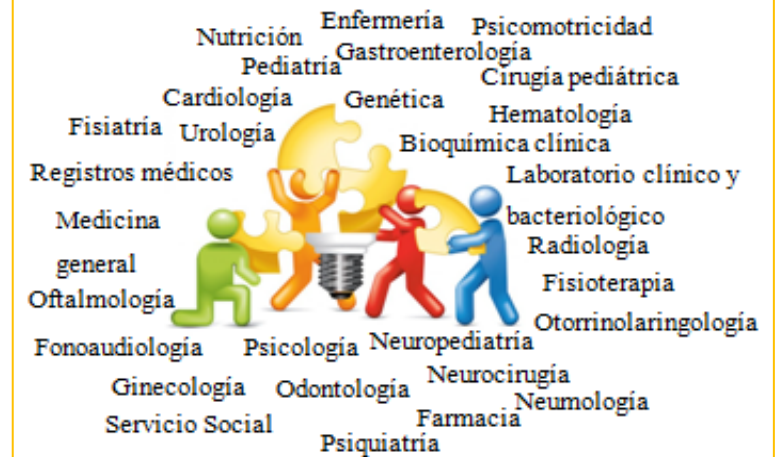 Enfermería
Psicomotricidad
Nutrición
Gastroenterología
Pediatría
Cirugía pediátrica
Cardiología
Genética
Hematología
Fisiatría
Urología
Bioquímica clínica
Registros médicos
Laboratorio clínico y
bacteriológico
Medicina
general
Radiología
Fisioterapia
Oftalmología
Otorrinolaringología
Fonoaudiología
Psicología
Neuropediatría
Ginecología
Odontología
Neurocirugía
Neumología
Servicio Social
Farmacia
Psiquiatría